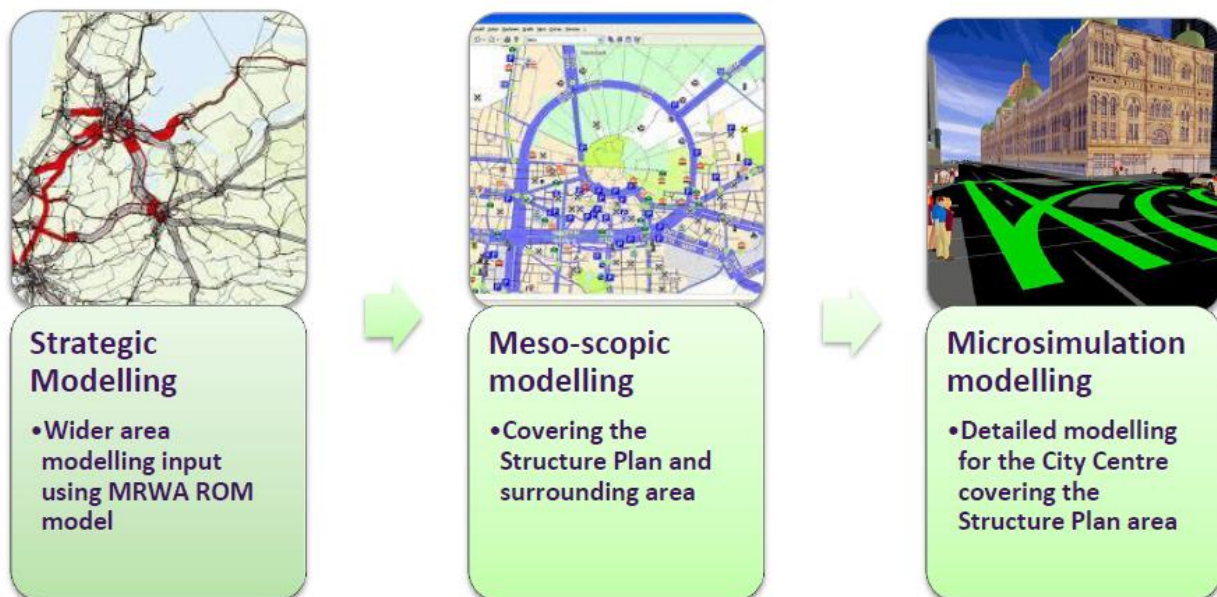 Strategic
Modelling
•Wider area
modelling input
using MRWA ROM
model
Meso-scopic
modelling
•Covering the
Structure Plan and
surrounding area
Microsimulation
modelling
•Detailed modelling
for the City Centre
covering the
Structure Plan area